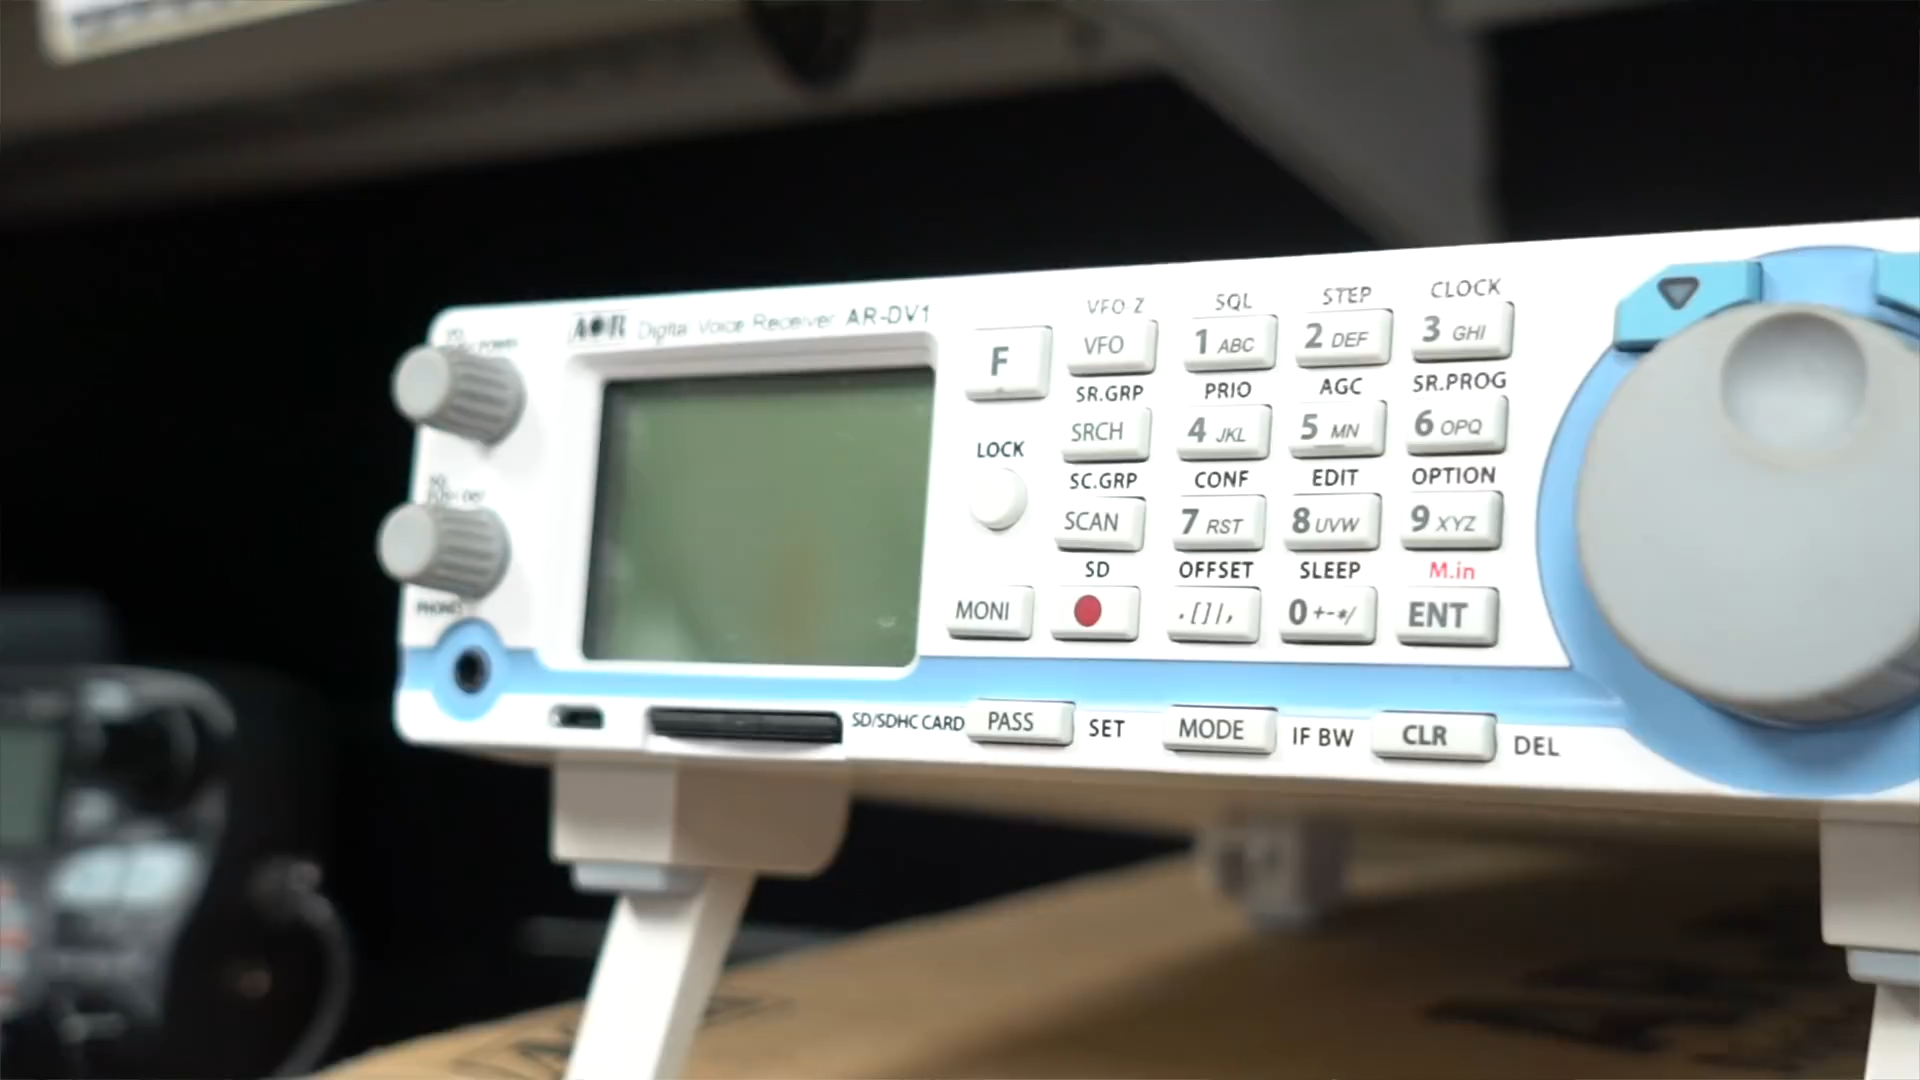 AOR Digital Voice Receiver AR-DV1
VFO-Z SQL STEP CLOCK
F VFO 1 ABC 2 DEF 3 GHI
SR.GRP PRIO AGC SR.PROG
SRCH 4 JKL 5 MN 6 OPQ
LOCK
SC.GRP CONF EDIT OPTION
SCAN 7 RST 8 UVW 9 XYZ
SD OFFSET SLEEP M.in
MONI .[]|, 0 +-*/ ENT
PHONES
SD/SDHC CARD PASS SET MODE IF BW CLR DEL